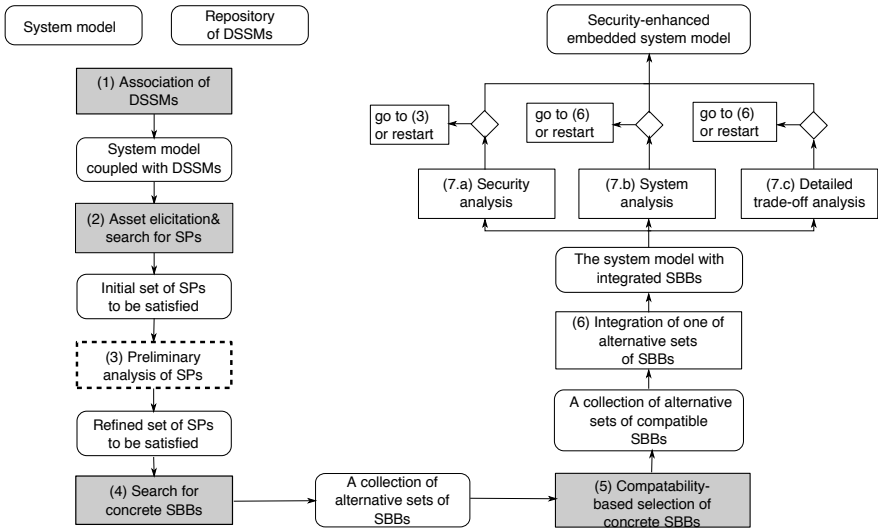 System model
Repository
of DSSMs
(1) Association of
DSSMs
System model
coupled with DSSMs
(2) Asset elicitation&
search for SPs
Initial set of SPs
to be satisfied
(3) Preliminary
analysis of SPs
Refined set of SPs
to be satisfied
(4) Search for
concrete SBBs
A collection of
alternative sets of
SBBs
(5) Compatability-
based selection of
concrete SBBs
A collection of alternative
sets of compatible
SBBs
(6) Integration of one of
alternative sets
of SBBs
The system model with
integrated SBBs
(7.a) Security
analysis
(7.b) System
analysis
(7.c) Detailed
trade-off analysis
go to (3)
or restart
go to (6)
or restart
go to (6)
or restart
Security-enhanced
embedded system model